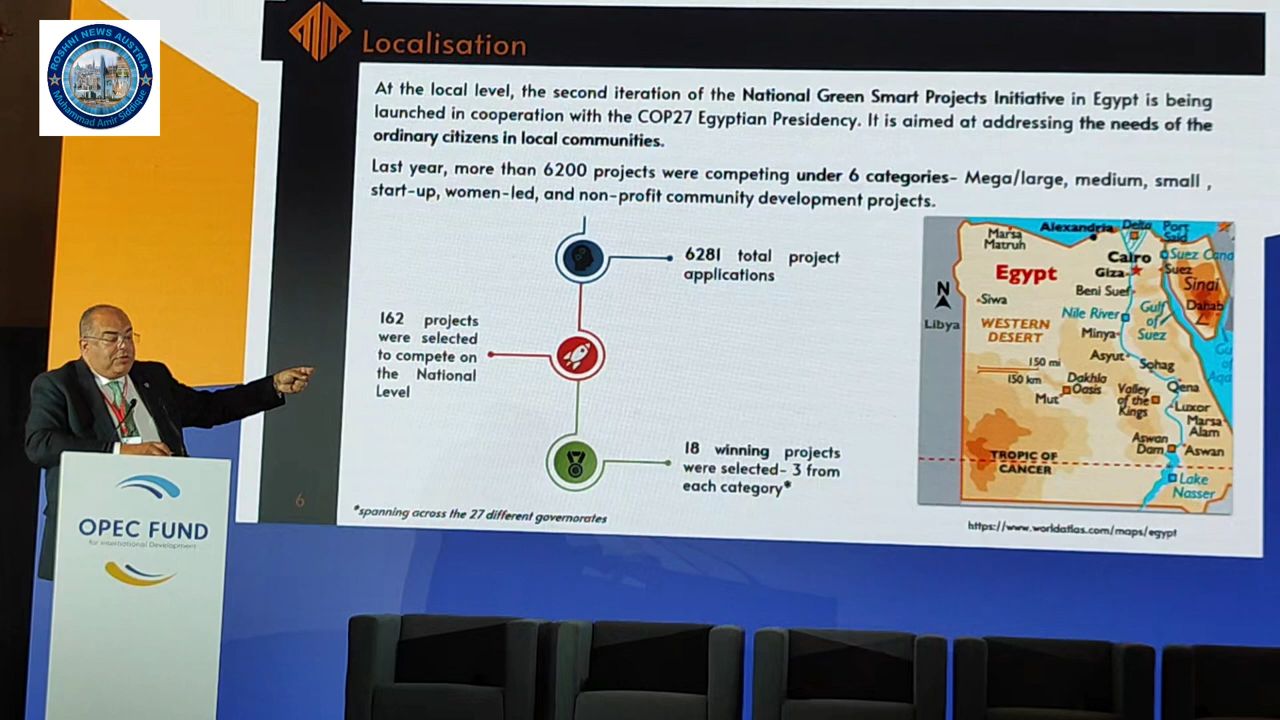 ROSHNI NEWS AUSTRIA
Muhammad Amir Siddique
Localisation
At the local level, the second iteration of the National Green Smart Projects Initiative in Egypt is being
launched in cooperation with the COP27 Egyptian Presidency. It is aimed at addressing the needs of the
ordinary citizens in local communities.
Last year, more than 6200 projects were competing under 6 categories- Mega/large, medium, small ,
start-up, women-led, and non-profit community development projects.
6281 total project
applications
162 projects
were selected
to compete on
the National
Level
18 winning projects
were selected- 3 from
each category*
6
*spanning across the 27 different governorates
Alexandria
Delta
Port
Said
Marsa
Matruh
Cairo
Suez Cana
Giza
Suez
Egypt
Sinai
Beni Suef
N
Siwa
Dahab
Nile River
Gulf
of
Suez
Libya
WESTERN
DESERT
Minya
Gu
of
Aqa
Asyut
Sohag
150 mi
150 km
Dakhla
Oasis
Mut
Valley
of the
Kings
Qena
Luxor
Marsa
Alam
Aswan
Dam
Aswan
TROPIC OF
CANCER
Lake
Nasser
https://www.worldatlas.com/maps/egypt
OPEC FUND
for International Development